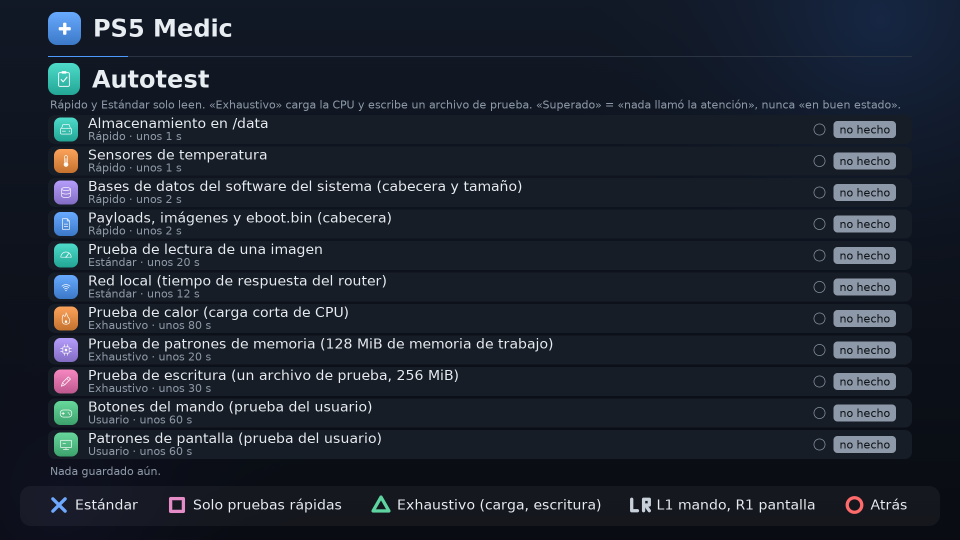 PS5 Medic
Autotest
Rápido y Estándar solo leen. «Exhaustivo» carga la CPU y escribe un archivo de prueba. «Superado» = «nada llamó la atención», nunca «en buen estado».
Almacenamiento en /data
Rápido · unos 1 s
no hecho
Sensores de temperatura
Rápido · unos 1 s
no hecho
Bases de datos del software del sistema (cabecera y tamaño)
Rápido · unos 2 s
no hecho
Payloads, imágenes y eboot.bin (cabecera)
Rápido · unos 2 s
no hecho
Prueba de lectura de una imagen
Estándar · unos 20 s
no hecho
Red local (tiempo de respuesta del router)
Estándar · unos 12 s
no hecho
Prueba de calor (carga corta de CPU)
Exhaustivo · unos 80 s
no hecho
Prueba de patrones de memoria (128 MiB de memoria de trabajo)
Exhaustivo · unos 20 s
no hecho
Prueba de escritura (un archivo de prueba, 256 MiB)
Exhaustivo · unos 30 s
no hecho
Botones del mando (prueba del usuario)
Usuario · unos 60 s
no hecho
Patrones de pantalla (prueba del usuario)
Usuario · unos 60 s
no hecho
Nada guardado aún.
Estándar
Solo pruebas rápidas
Exhaustivo (carga, escritura)
LR L1 mando, R1 pantalla
Atrás